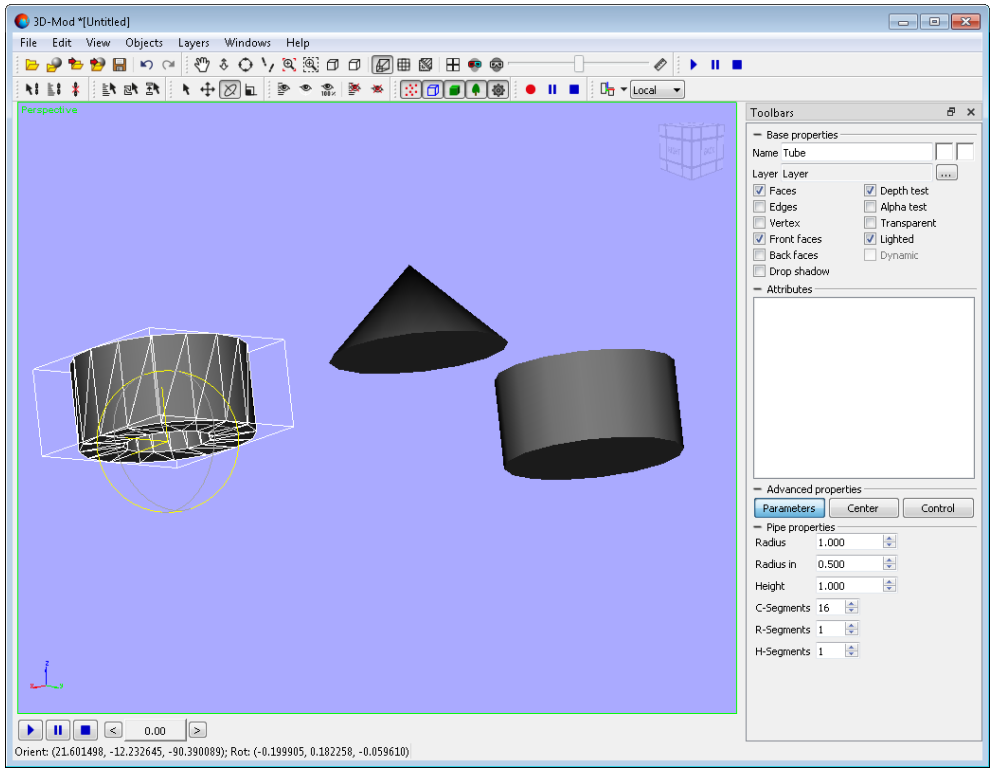 3D-Mod *[Untitled]
File Edit View Objects Layers Windows Help
100%
Local
Perspective
Toolbars
Base properties
Name Tube
Layer Layer ...
Faces Depth test
Edges Alpha test
Vertex Transparent
Front faces Lighted
Back faces Dynamic
Drop shadow
Attributes
Advanced properties
Parameters Center Control
Pipe properties
Radius 1.000
Radius in 0.500
Height 1.000
C-Segments 16
R-Segments 1
H-Segments 1
z
< 0.00 >
Orient: (21.601498, -12.232645, -90.390089); Rot: (-0.199905, 0.182258, -0.059610)